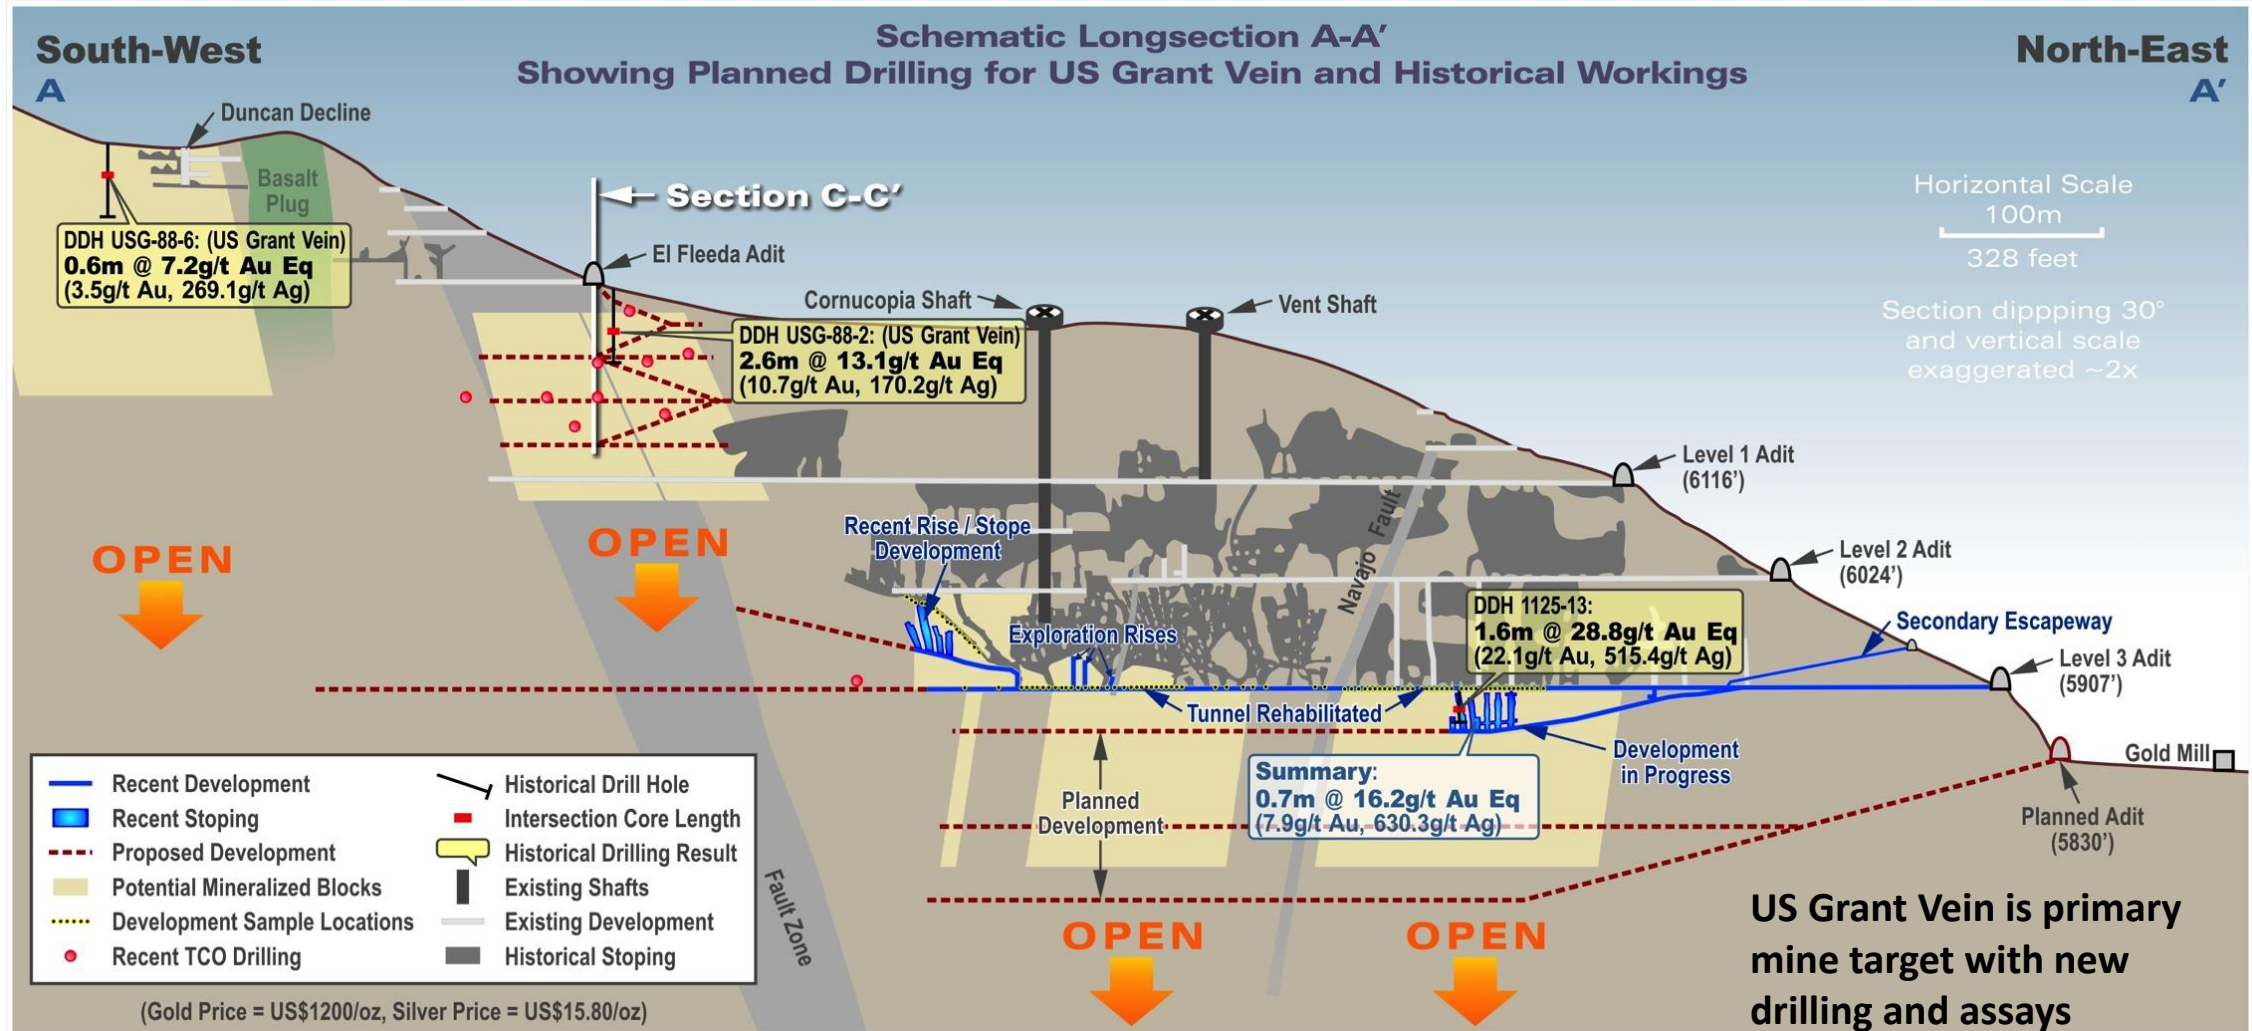 South-West
A
Schematic Longsection A-A’
Showing Planned Drilling for US Grant Vein and Historical Workings
North-East
A’
Duncan Decline
Basalt
Plug
Section C-C’
Horizontal Scale
100m
328 feet
Section dippping 30°
and vertical scale
exaggerated ~2x
DDH USG-88-6: (US Grant Vein)
0.6m @ 7.2g/t Au Eq
(3.5g/t Au, 269.1g/t Ag)
El Fleeda Adit
Cornucopia Shaft
Vent Shaft
DDH USG-88-2: (US Grant Vein)
2.6m @ 13.1g/t Au Eq
(10.7g/t Au, 170.2g/t Ag)
Level 1 Adit
(6116’)
OPEN
OPEN
Recent Rise / Stope
Development
Navajo Fault
Level 2 Adit
(6024’)
Exploration Rises
DDH 1125-13:
1.6m @ 28.8g/t Au Eq
(22.1g/t Au, 515.4g/t Ag)
Secondary Escapeway
Level 3 Adit
(5907’)
Tunnel Rehabilitated
Development
in Progress
Gold Mill
Summary:
0.7m @ 16.2g/t Au Eq
(7.9g/t Au, 630.3g/t Ag)
Planned
Development
Planned Adit
(5830’)
Recent Development
Recent Stoping
Proposed Development
Potential Mineralized Blocks
Development Sample Locations
Recent TCO Drilling
Historical Drill Hole
Intersection Core Length
Historical Drilling Result
Existing Shafts
Existing Development
Historical Stoping
Fault Zone
OPEN
OPEN
(Gold Price = US$1200/oz, Silver Price = US$15.80/oz)
US Grant Vein is primary
mine target with new
drilling and assays